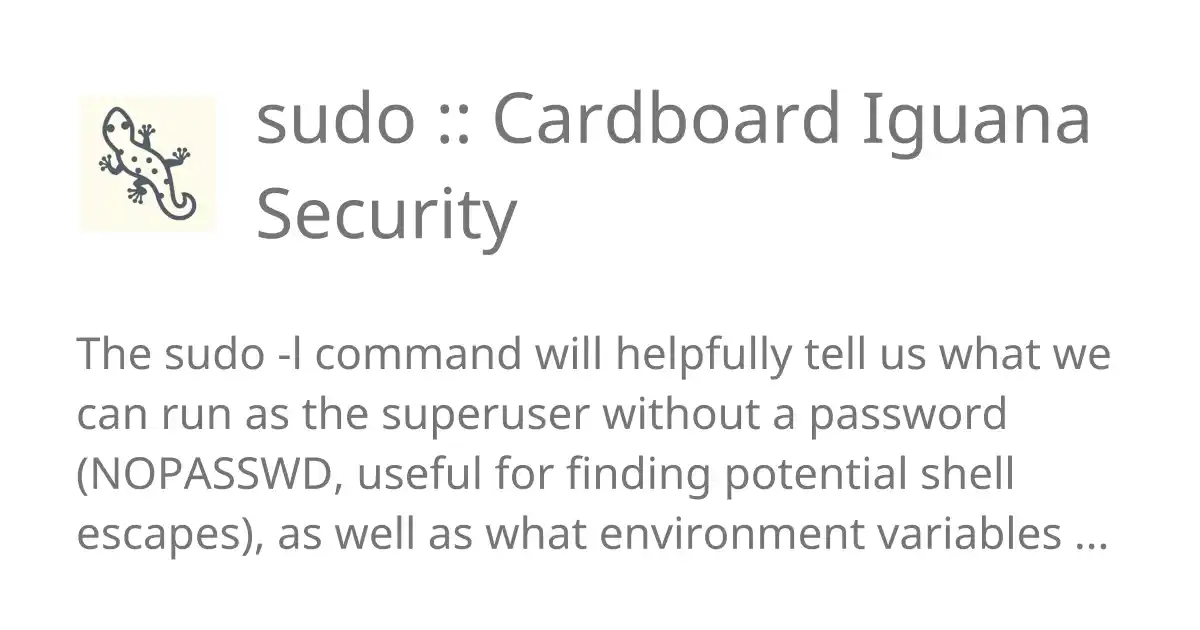 sudo :: Cardboard Iguana
Security
The sudo -l command will helpfully tell us what we
can run as the superuser without a password
(NOPASSWD, useful for finding potential shell
escapes), as well as what environment variables ...